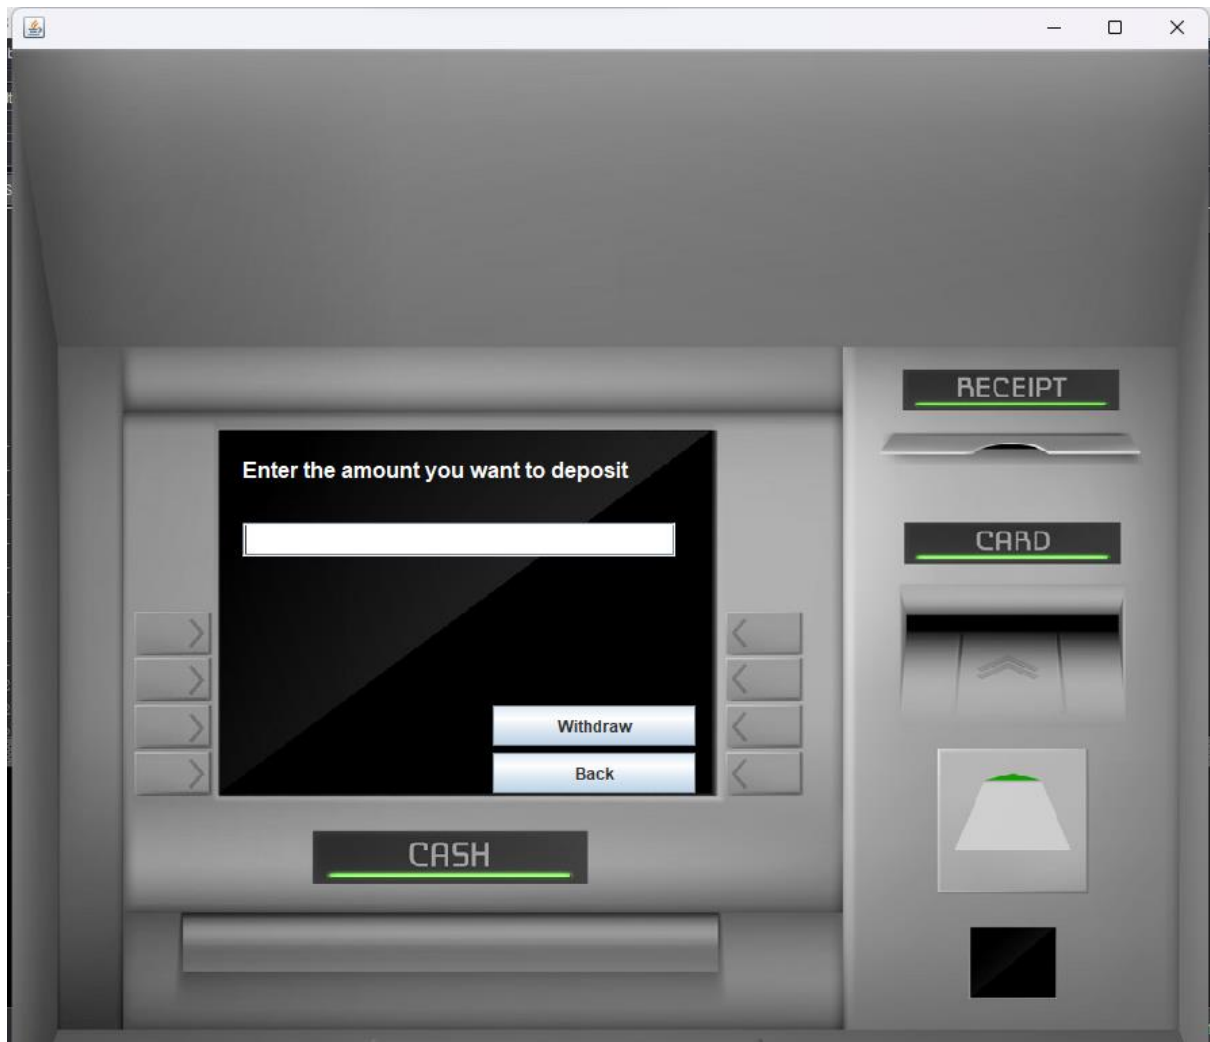 Enter the amount you want to deposit
Withdraw
Back
CASH
RECEIPT
CARD